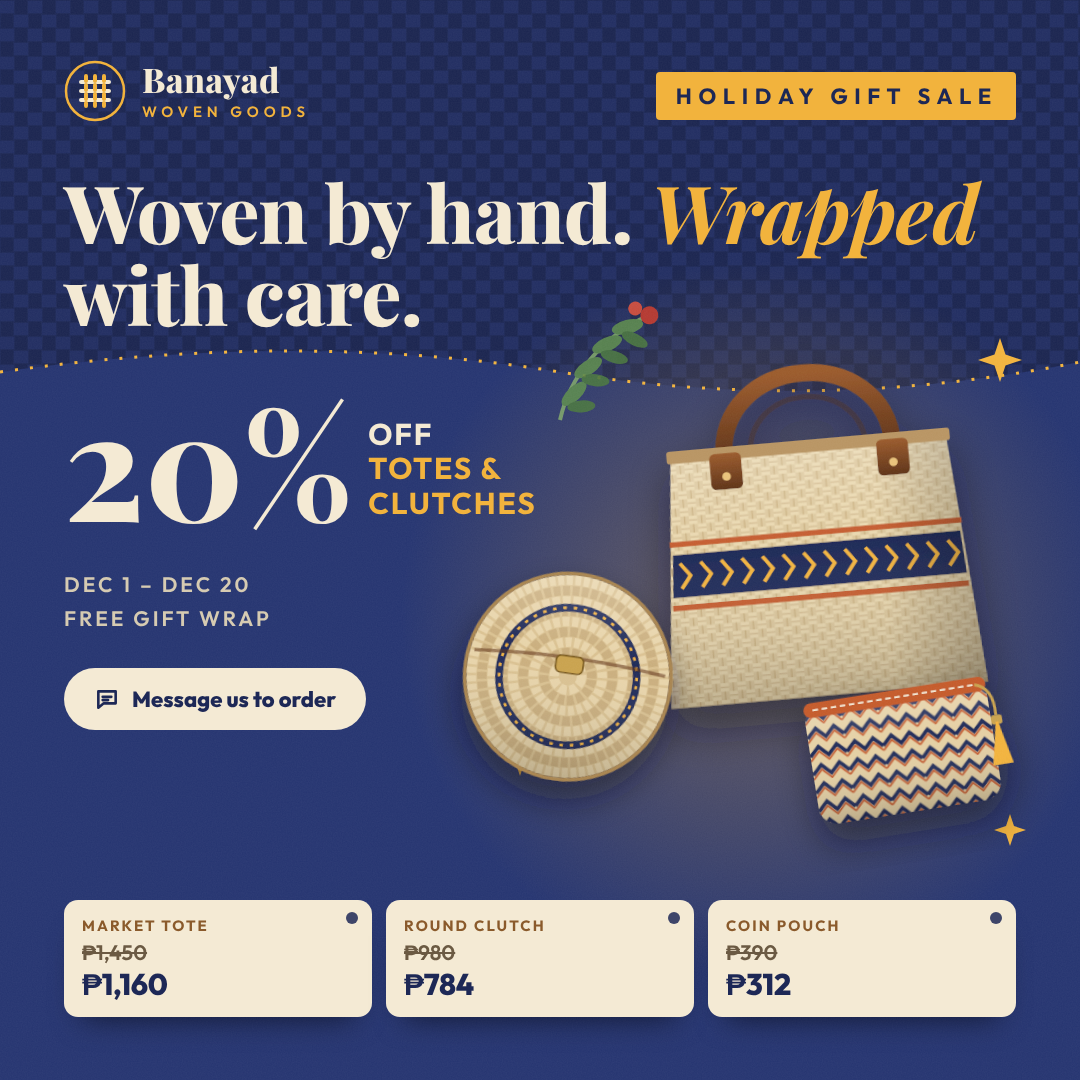 Banayad
WOVEN GOODS
HOLIDAY GIFT SALE
Woven by hand. Wrapped
with care.
20%
OFF
TOTES &
CLUTCHES
DEC 1 – DEC 20
FREE GIFT WRAP
Message us to order
MARKET TOTE
₱1,450
₱1,160
ROUND CLUTCH
₱980
₱784
COIN POUCH
₱390
₱312